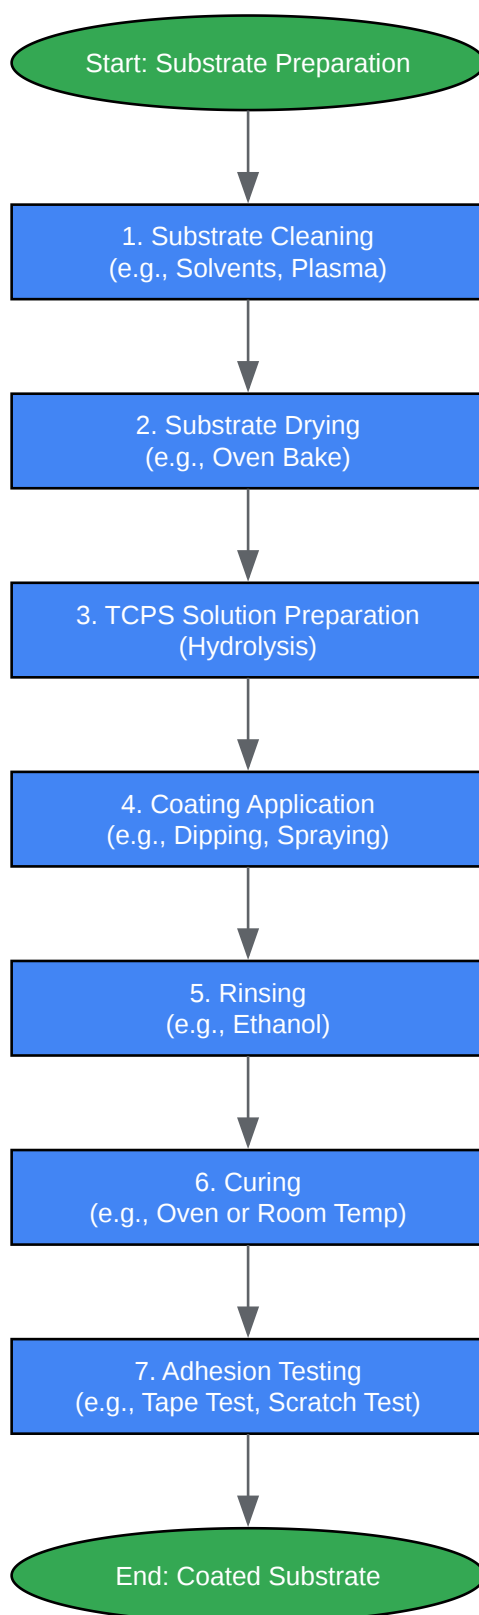 Start: Substrate Preparation
1. Substrate Cleaning
(e.g., Solvents, Plasma)
2. Substrate Drying
(e.g., Oven Bake)
3. TCPS Solution Preparation
(Hydrolysis)
4. Coating Application
(e.g., Dipping, Spraying)
5. Rinsing
(e.g., Ethanol)
6. Curing
(e.g., Oven or Room Temp)
7. Adhesion Testing
(e.g., Tape Test, Scratch Test)
End: Coated Substrate